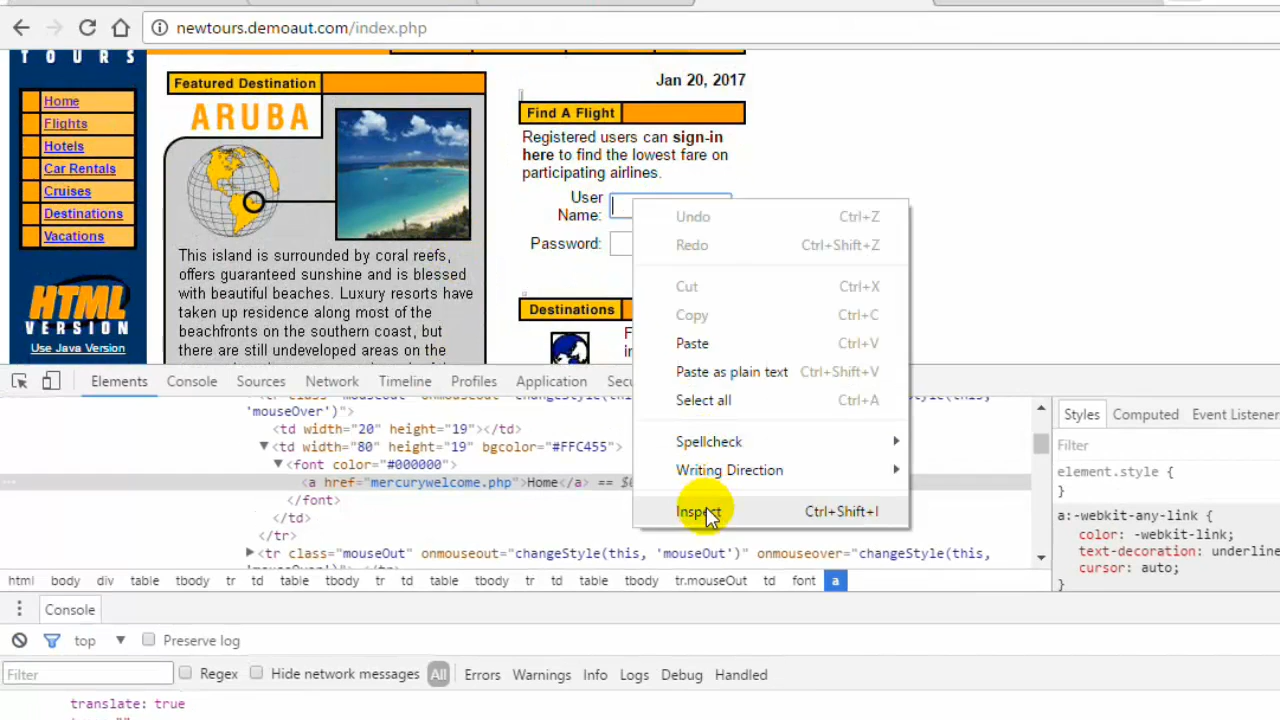 newtours.demoaut.com/index.php
TOURS
Home
Flights
Hotels
Car Rentals
Cruises
Destinations
Vacations
HTML
VERSION
Use Java Version
Featured Destination
ARUBA
This island is surrounded by coral reefs,
offers guaranteed sunshine and is blessed
with beautiful beaches. Luxury resorts have
taken up residence along most of the
beachfronts on the southern coast, but
there are still undeveloped areas on the
Jan 20, 2017
Find A Flight
Registered users can sign-in
here to find the lowest fare on
participating airlines.
User
Name:
Password:
Destinations
Undo Ctrl+Z
Redo Ctrl+Shift+Z
Cut Ctrl+X
Copy Ctrl+C
Paste Ctrl+V
Paste as plain text Ctrl+Shift+V
Select all Ctrl+A
Spellcheck
Writing Direction
Inspect Ctrl+Shift+I
Elements Console Sources Network Timeline Profiles Application
'mouseOver')">
<td width="20" height="19"></td>
▼<td width="80" height="19" bgcolor="#FFC455">
▼<font color="#000000">
<a href="mercurywelcome.php">Home</a> ==
</font>
</td>
</tr>
▶<tr class="mouseOut" onmouseout="changeStyle(this, 'mouseOut')" onmouseover="changeStyle(this,
html body div table tbody tr td table tbody tr td table tbody tr td table tbody tr.mouseOut td font a
Styles Computed Event Listener
Filter
element.style {
}
a:-webkit-any-link {
color: -webkit-link;
text-decoration: underline
cursor: auto;
}
Console
top ▼ Preserve log
Filter Regex Hide network messages All Errors Warnings Info Logs Debug Handled
translate: true